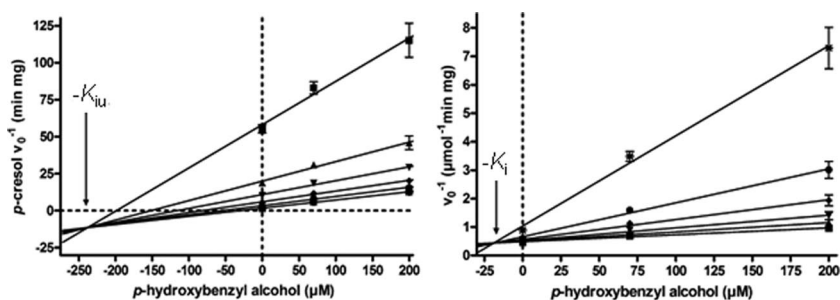 125
100
75
50
25
0
-25
p-cresol v₀⁻¹ (min mg)
-Kᵢᵤ
-250 -200 -150 -100 -50 0 50 100 150 200
p-hydroxybenzyl alcohol (µM)
8
7
6
5
4
3
2
1
0
v₀⁻¹ (µmol⁻¹min mg)
-Kᵢ
-25 0 25 50 75 100 125 150 175 200
p-hydroxybenzyl alcohol (µM)